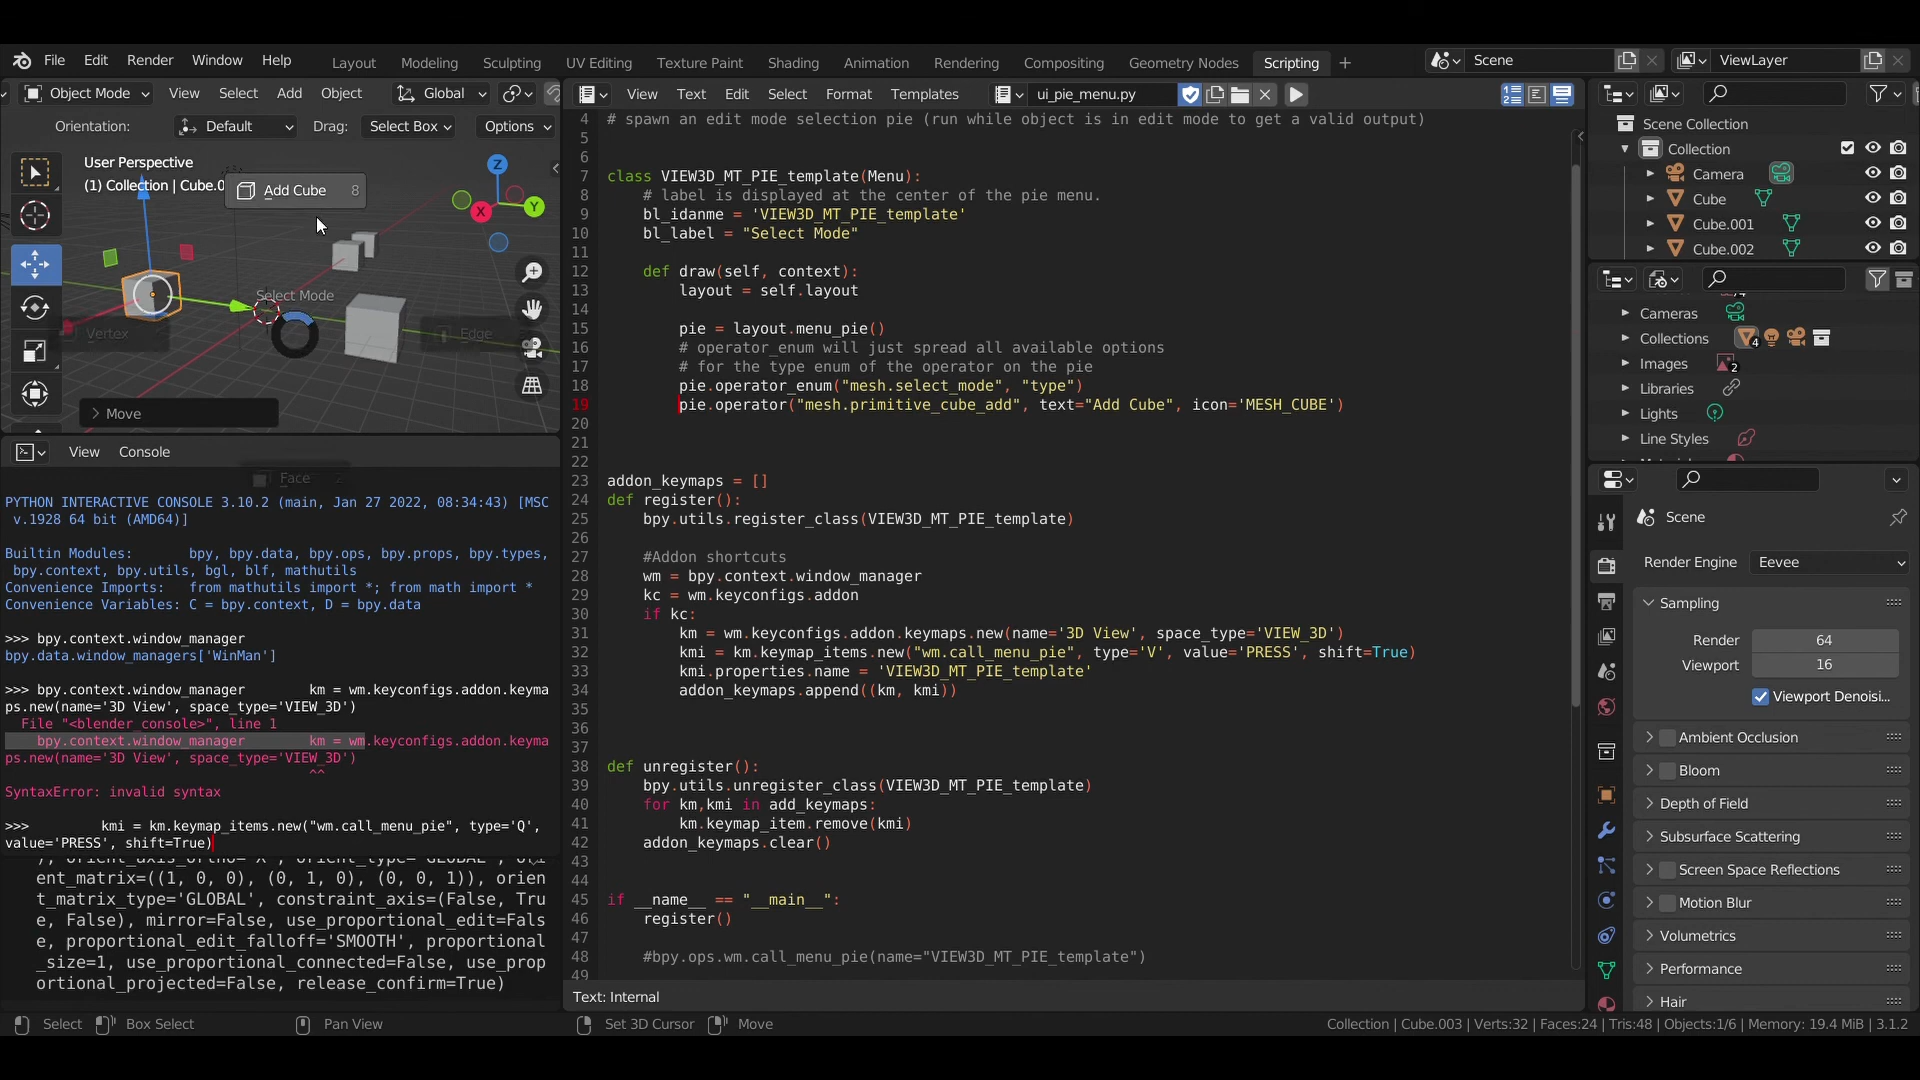 File Edit Render Window Help Layout Modeling Sculpting UV Editing Texture Paint Shading Animation Rendering Compositing Geometry Nodes Scripting + Scene ViewLayer
Object Mode View Select Add Object Global
Orientation: Default Drag: Select Box Options
User Perspective
(1) Collection | Cube.0
Add Cube 8
Z
X
Y
Select Mode
Vertex
Edge
Move
View Console
Face 2
PYTHON INTERACTIVE CONSOLE 3.10.2 (main, Jan 27 2022, 08:34:43) [MSC
v.1928 64 bit (AMD64)]
Builtin Modules: bpy, bpy.data, bpy.ops, bpy.props, bpy.types,
bpy.context, bpy.utils, bgl, blf, mathutils
Convenience Imports: from mathutils import *; from math import *
Convenience Variables: C = bpy.context, D = bpy.data
>>> bpy.context.window_manager
bpy.data.window_managers['WinMan']
>>> bpy.context.window_manager km = wm.keyconfigs.addon.keyma
ps.new(name='3D View', space_type='VIEW_3D')
File "<blender_console>", line 1
bpy.context.window_manager km = wm.keyconfigs.addon.keyma
ps.new(name='3D View', space_type='VIEW_3D')
^^
SyntaxError: invalid syntax
>>> kmi = km.keymap_items.new("wm.call_menu_pie", type='Q',
value='PRESS', shift=True)
ent_matrix=((1, 0, 0), (0, 1, 0), (0, 0, 1)), orien
t_matrix_type='GLOBAL', constraint_axis=(False, Tru
e, False), mirror=False, use_proportional_edit=Fals
e, proportional_edit_falloff='SMOOTH', proportional
_size=1, use_proportional_connected=False, use_prop
ortional_projected=False, release_confirm=True)
View Text Edit Select Format Templates ui_pie_menu.py
4 # spawn an edit mode selection pie (run while object is in edit mode to get a valid output)
5
6
7 class VIEW3D_MT_PIE_template(Menu):
8 # label is displayed at the center of the pie menu.
9 bl_idanme = 'VIEW3D_MT_PIE_template'
10 bl_label = "Select Mode"
11
12 def draw(self, context):
13 layout = self.layout
14
15 pie = layout.menu_pie()
16 # operator_enum will just spread all available options
17 # for the type enum of the operator on the pie
18 pie.operator_enum("mesh.select_mode", "type")
19 pie.operator("mesh.primitive_cube_add", text="Add Cube", icon='MESH_CUBE')
20
21
22
23 addon_keymaps = []
24 def register():
25 bpy.utils.register_class(VIEW3D_MT_PIE_template)
26
27 #Addon shortcuts
28 wm = bpy.context.window_manager
29 kc = wm.keyconfigs.addon
30 if kc:
31 km = wm.keyconfigs.addon.keymaps.new(name='3D View', space_type='VIEW_3D')
32 kmi = km.keymap_items.new("wm.call_menu_pie", type='V', value='PRESS', shift=True)
33 kmi.properties.name = 'VIEW3D_MT_PIE_template'
34 addon_keymaps.append((km, kmi))
35
36
37
38 def unregister():
39 bpy.utils.unregister_class(VIEW3D_MT_PIE_template)
40 for km,kmi in add_keymaps:
41 km.keymap_item.remove(kmi)
42 addon_keymaps.clear()
43
44
45 if __name__ == "__main__":
46 register()
47
48 #bpy.ops.wm.call_menu_pie(name="VIEW3D_MT_PIE_template")
49
Text: Internal
Scene Collection
Collection
Camera
Cube
Cube.001
Cube.002
Cameras
Collections 4
Images 2
Libraries
Lights
Line Styles
Scene
Render Engine Eevee
Sampling
Render 64
Viewport 16
Viewport Denoisi...
Ambient Occlusion
Bloom
Depth of Field
Subsurface Scattering
Screen Space Reflections
Motion Blur
Volumetrics
Performance
Hair
Select Box Select Pan View Set 3D Cursor Move Collection | Cube.003 | Verts:32 | Faces:24 | Tris:48 | Objects:1/6 | Memory: 19.4 MiB | 3.1.2